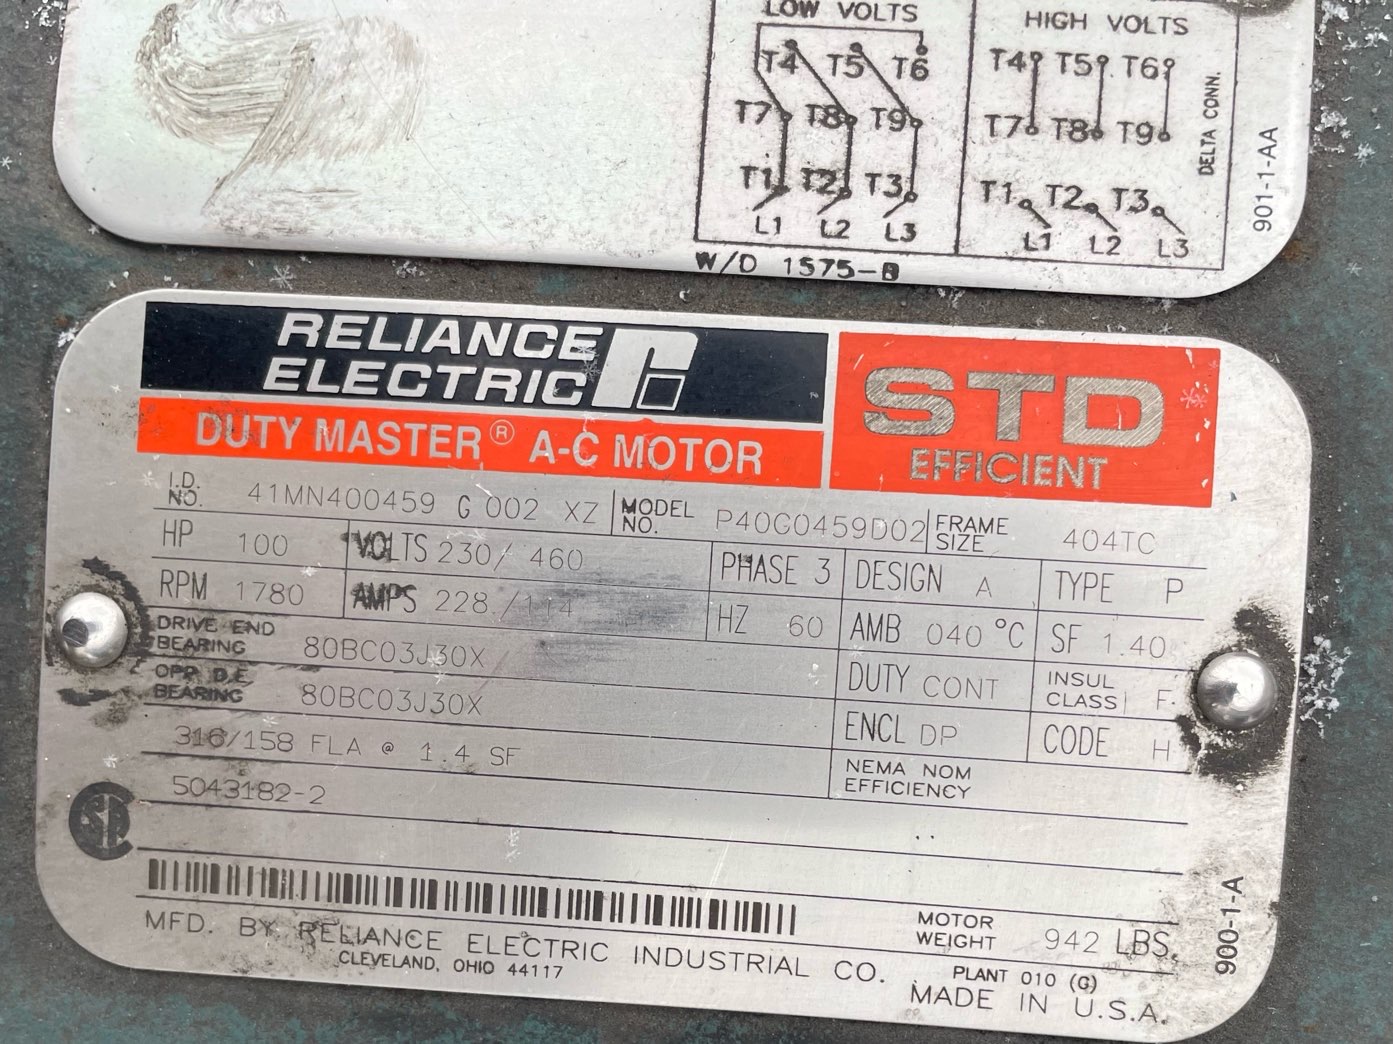 LOW VOLTS
T4 T5 T6
T7 T8 T9
T1 T2 T3
L1 L2 L3
HIGH VOLTS
T4 T5 T6
T7 T8 T9
T1 T2 T3
L1 L2 L3
DELTA CONN.
901-1-AA
W/D 1575-B
RELIANCE
ELECTRIC
DUTY MASTER® A-C MOTOR
STD
EFFICIENT
I.D. NO. 41MN400459 G 002 XZ MODEL NO. P40G0459D02 FRAME SIZE 404TC
HP 100 VOLTS 230/ 460 PHASE 3 DESIGN A TYPE P
RPM 1780 AMPS 228./114 HZ 60 AMB 040 °C SF 1.40
DRIVE END BEARING 80BC03J30X DUTY CONT INSUL CLASS F
OPP D.E. BEARING 80BC03J30X ENCL DP CODE H
316/158 FLA @ 1.4 SF NEMA NOM EFFICIENCY
5043182-2
MOTOR WEIGHT 942 LBS.
MFD. BY RELIANCE ELECTRIC INDUSTRIAL CO.
CLEVELAND, OHIO 44117
PLANT 010 (G)
MADE IN U.S.A.
900-1-A